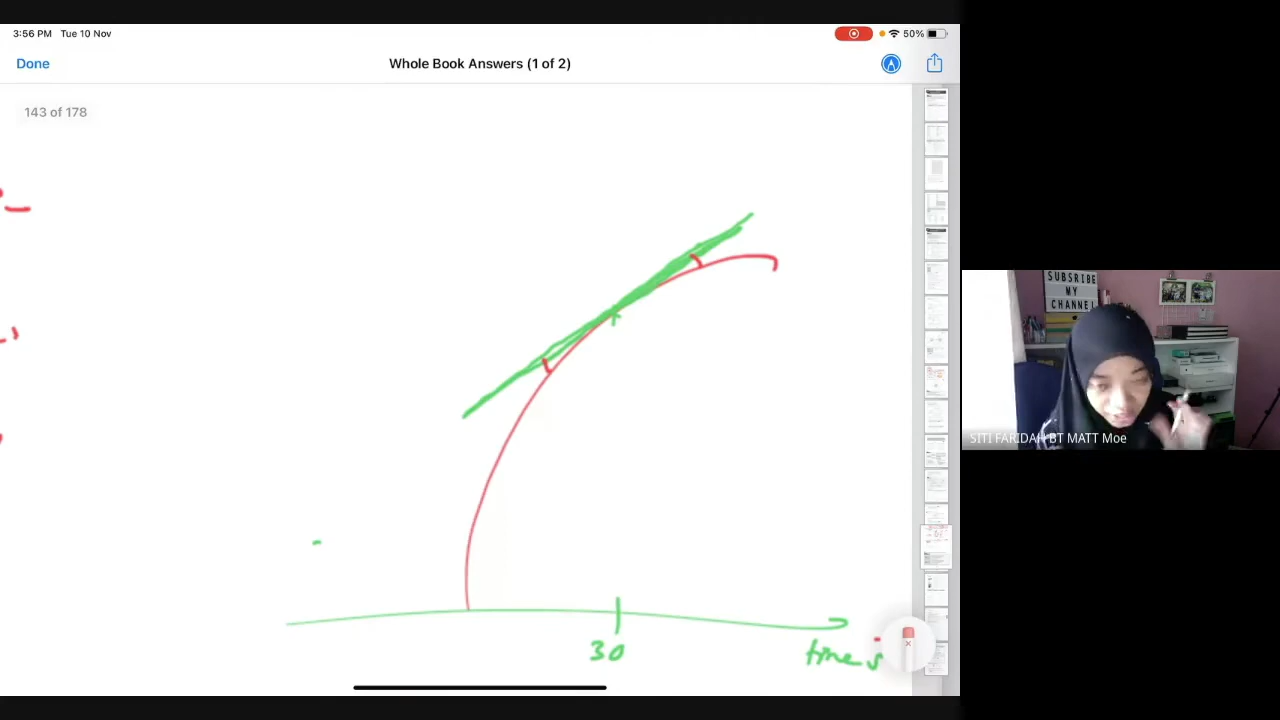 3:56 PM Tue 10 Nov
50%
Done
Whole Book Answers (1 of 2)
143 of 178
30
time s
SUBSRIBE
MY
CHANNEL
SITI FARIDAH BT MATT Moe